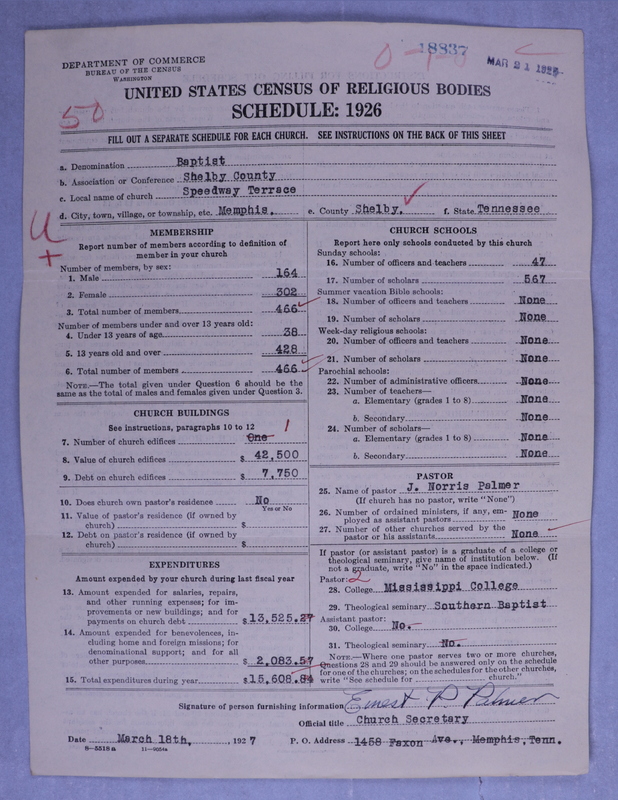 18837
0-1-0
MAR 21 192
DEPARTMENT OF COMMERCE
BUREAU OF THE CENSUS
WASHINGTON
50
UNITED STATES CENSUS OF RELIGIOUS BODIES
SCHEDULE: 1926
FILL OUT A SEPARATE SCHEDULE FOR EACH CHURCH. SEE INSTRUCTIONS ON THE BACK OF THIS SHEET
a. Denomination Baptist
b. Association or Conference Shelby County
c. Local name of church Speedway Terrace
d. City, town, village, or township, etc. Memphis. e. County Shelby. f. State Tennessee
U
+
MEMBERSHIP
Report number of members according to definition of
member in your church
Number of members, by sex:
1. Male 164
2. Female 302
3. Total number of members 466
Number of members under and over 13 years old:
4. Under 13 years of age 38
5. 13 years old and over 428
6. Total number of members 466
NOTE.—The total given under Question 6 should be the
same as the total of males and females given under Question 3.
CHURCH BUILDINGS
See instructions, paragraphs 10 to 12
7. Number of church edifices One 1
8. Value of church edifices $ 42,500
9. Debt on church edifices $ 7,750
10. Does church own pastor's residence No
Yes or No
11. Value of pastor's residence (if owned by
church) $
12. Debt on pastor's residence (if owned by
church) $
EXPENDITURES
Amount expended by your church during last fiscal year
13. Amount expended for salaries, repairs,
and other running expenses; for im-
provements or new buildings; and for
payments on church debt $13,525.27
14. Amount expended for benevolences, in-
cluding home and foreign missions; for
denominational support; and for all
other purposes $ 2,083.57
15. Total expenditures during year $15,608.84
CHURCH SCHOOLS
Report here only schools conducted by this church
Sunday schools:
16. Number of officers and teachers 47
17. Number of scholars 567
Summer vacation Bible schools:
18. Number of officers and teachers None
19. Number of scholars None
Week-day religious schools:
20. Number of officers and teachers None
21. Number of scholars None
Parochial schools:
22. Number of administrative officers None
23. Number of teachers—
a. Elementary (grades 1 to 8) None
b. Secondary None
24. Number of scholars—
a. Elementary (grades 1 to 8) None
b. Secondary None
PASTOR
25. Name of pastor J. Norris Palmer
(If church has no pastor, write "None")
26. Number of ordained ministers, if any, em-
ployed as assistant pastors None
27. Number of other churches served by the
pastor or his assistants None
If pastor (or assistant pastor) is a graduate of a college or
theological seminary, give name of institution below. (If
not a graduate, write "No" in the space indicated.)
Pastor: 2
28. College Mississippi College
29. Theological seminary Southern Baptist
Assistant pastor:
30. College No.
31. Theological seminary No.
NOTE.—Where one pastor serves two or more churches,
Questions 28 and 29 should be answered only on the schedule
for one of the churches; on the schedules for the other churches,
write "See schedule for church."
Signature of person furnishing information Ernest P Palmer
Official title Church Secretary
Date March 18th, , 1927 P. O. Address 1458 Faxon Ave., Memphis, Tenn.
8—5518a 11—9054a